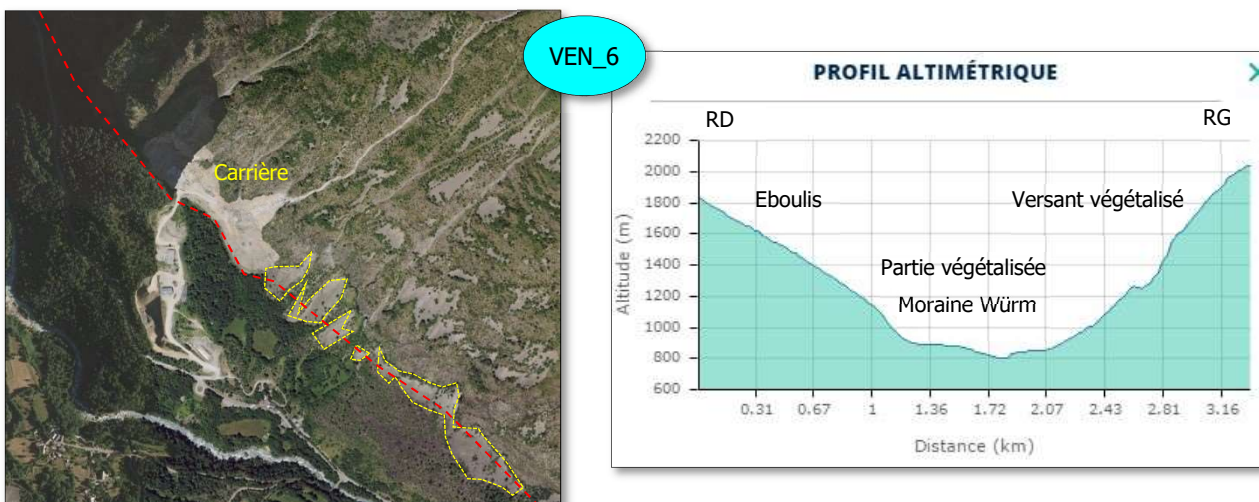 VEN_6
Carrière
PROFIL ALTIMÉTRIQUE
RD
RG
2200
2000
1800
1600
1400
1200
1000
800
600
Altitude (m)
Eboulis
Versant végétalisé
Partie végétalisée
Moraine Würm
0.31 0.67 1 1.36 1.72 2.07 2.43 2.81 3.16
Distance (km)